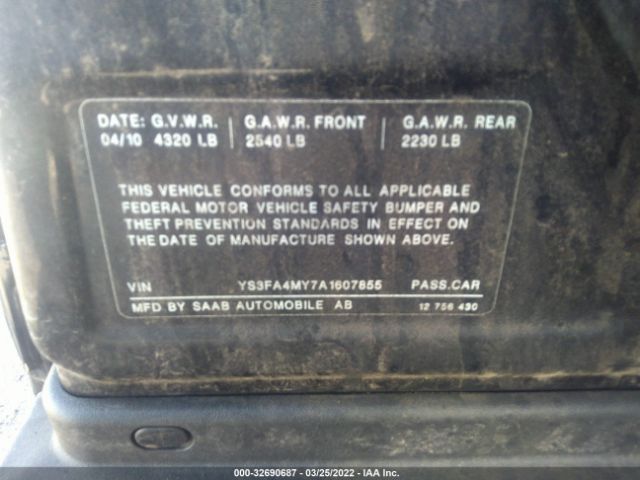 DATE: G.V.W.R. G.A.W.R. FRONT G.A.W.R. REAR
04/10 4320 LB 2540 LB 2230 LB
THIS VEHICLE CONFORMS TO ALL APPLICABLE
FEDERAL MOTOR VEHICLE SAFETY BUMPER AND
THEFT PREVENTION STANDARDS IN EFFECT ON
THE DATE OF MANUFACTURE SHOWN ABOVE.
VIN YS3FA4MY7A1607855 PASS.CAR
MFD BY SAAB AUTOMOBILE AB 12 756 430
000-32690687 - 03/25/2022 - IAA Inc.